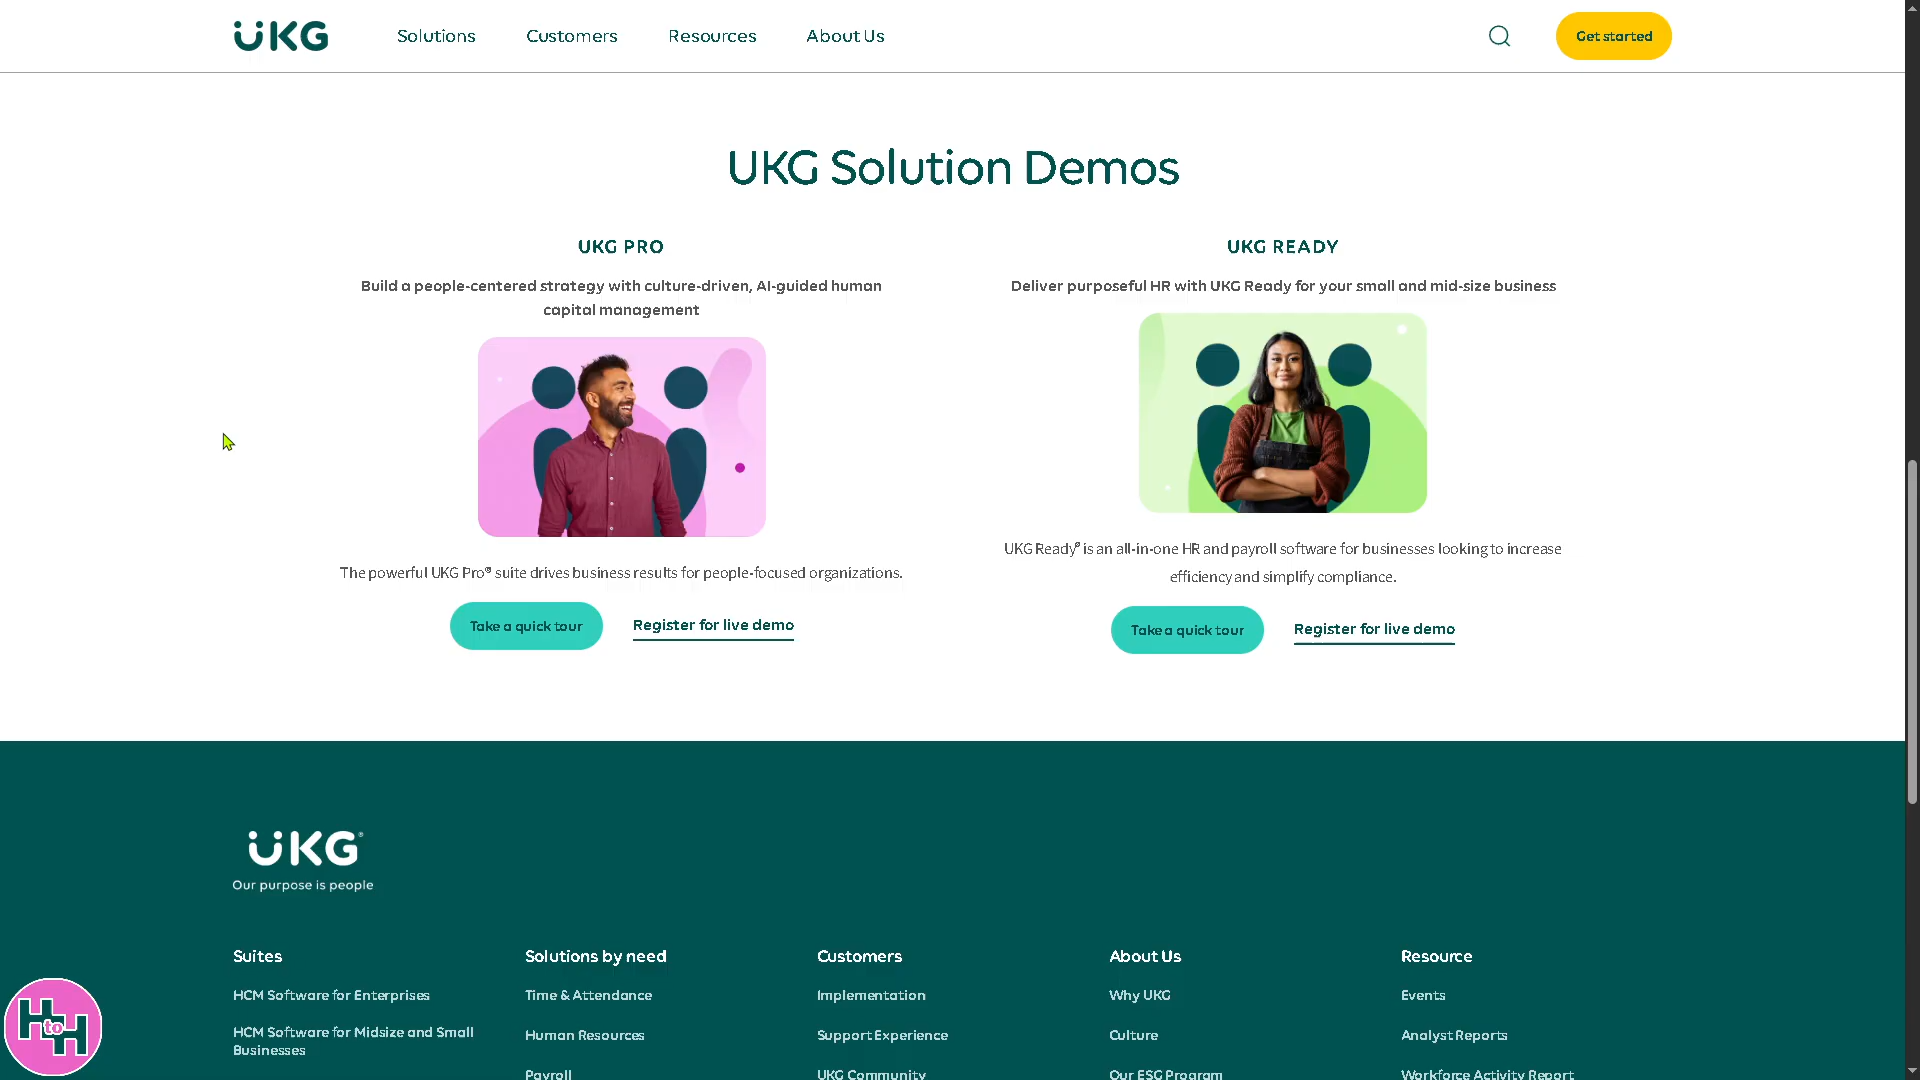 UKG
Solutions
Customers
Resources
About Us
Get started
UKG Solution Demos
UKG PRO
Build a people-centered strategy with culture-driven, AI-guided human
capital management
The powerful UKG Pro® suite drives business results for people-focused organizations.
Take a quick tour
Register for live demo
UKG READY
Deliver purposeful HR with UKG Ready for your small and mid-size business
UKG Ready® is an all-in-one HR and payroll software for businesses looking to increase
efficiency and simplify compliance.
Take a quick tour
Register for live demo
UKG®
Our purpose is people
Suites
HCM Software for Enterprises
HCM Software for Midsize and Small
Businesses
Solutions by need
Time & Attendance
Human Resources
Payroll
Customers
Implementation
Support Experience
UKG Community
About Us
Why UKG
Culture
Our ESG Program
Resource
Events
Analyst Reports
Workforce Activity Report
H to H